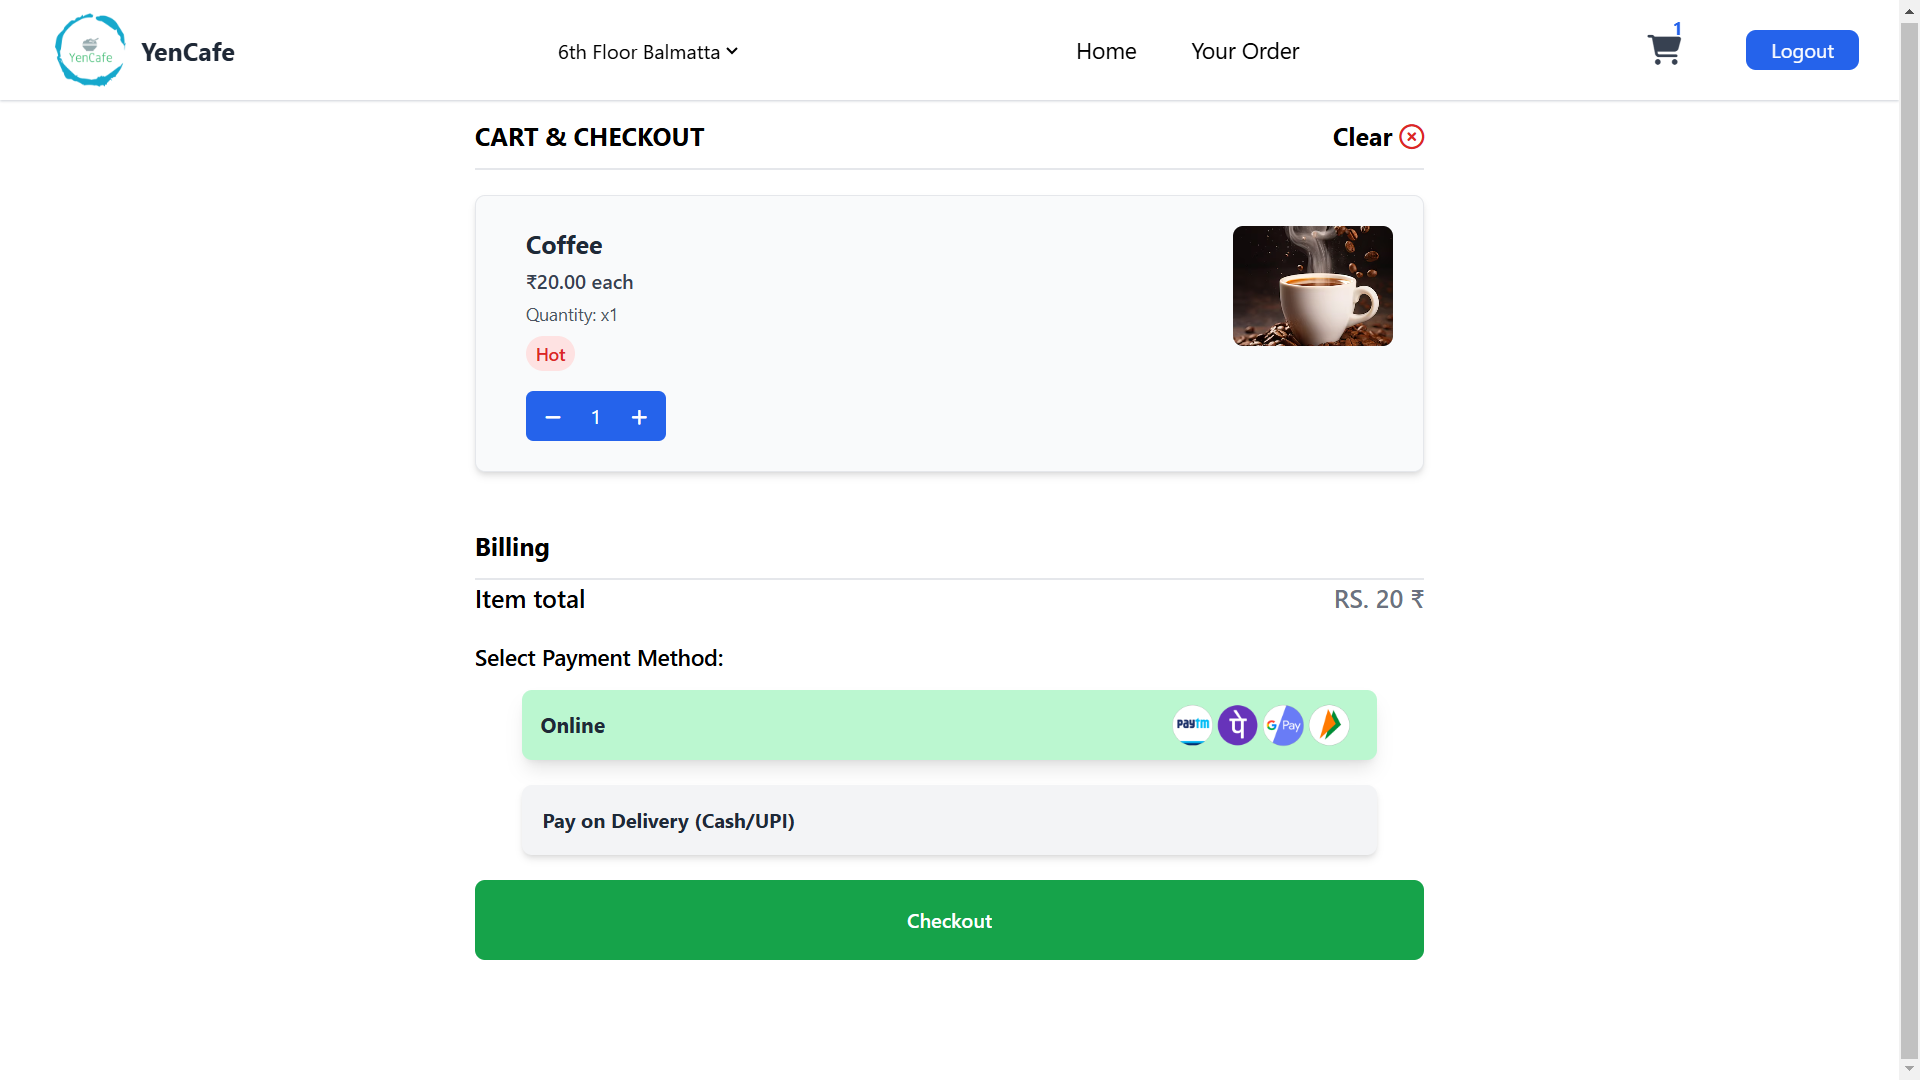 YenCafe
YenCafe
6th Floor Balmatta
Home
Your Order
1
Logout
CART & CHECKOUT
Clear
Coffee
₹20.00 each
Quantity: x1
Hot
− 1 +
Billing
Item total
RS. 20 ₹
Select Payment Method:
Online
paytm
पे
G Pay
Pay on Delivery (Cash/UPI)
Checkout